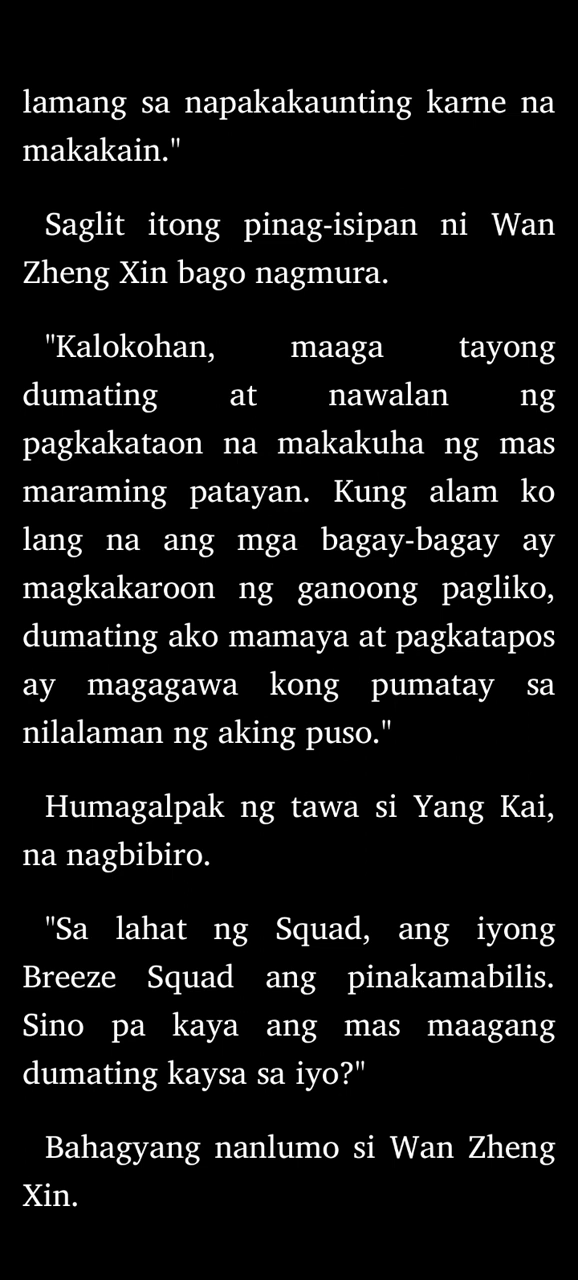 lamang sa napakakaunting karne na
makakain."
Saglit itong pinag-isipan ni Wan
Zheng Xin bago nagmura.
"Kalokohan, maaga tayong
dumating at nawalan ng
pagkakataon na makakuha ng mas
maraming patayan. Kung alam ko
lang na ang mga bagay-bagay ay
magkakaroon ng ganoong pagliko,
dumating ako mamaya at pagkatapos
ay magagawa kong pumatay sa
nilalaman ng aking puso."
Humagalpak ng tawa si Yang Kai,
na nagbibiro.
"Sa lahat ng Squad, ang iyong
Breeze Squad ang pinakamabilis.
Sino pa kaya ang mas maagang
dumating kaysa sa iyo?"
Bahagyang nanlumo si Wan Zheng
Xin.